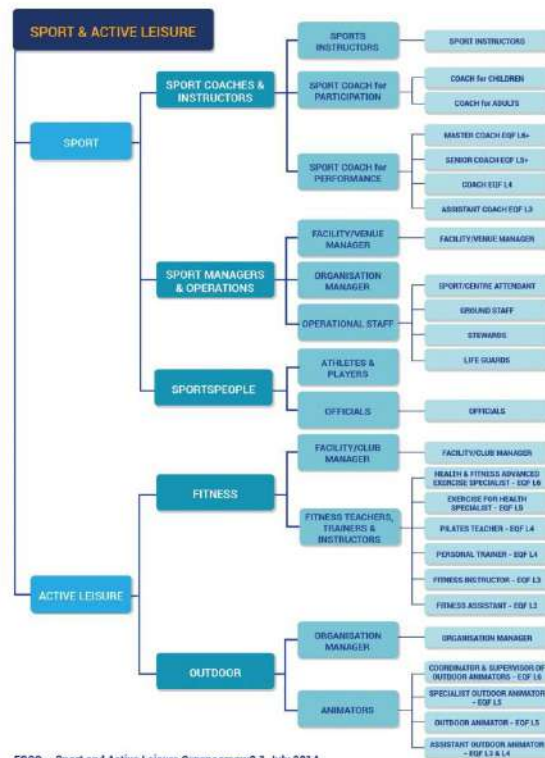 SPORT & ACTIVE LEISURE
SPORT
SPORT COACHES &
INSTRUCTORS
SPORTS
INSTRUCTORS
SPORT INSTRUCTORS
SPORT COACH for
PARTICIPATION
COACH for CHILDREN
COACH for ADULTS
SPORT COACH for
PERFORMANCE
MASTER COACH EQF L6+
SENIOR COACH EQF L5+
COACH EQF L4
ASSISTANT COACH EQF L3
SPORT MANAGERS
& OPERATIONS
FACILITY/VENUE
MANAGER
FACILITY/VENUE MANAGER
ORGANISATION
MANAGER
OPERATIONAL STAFF
SPORT/CENTRE ATTENDANT
GROUND STAFF
STEWARDS
LIFE GUARDS
SPORTSPEOPLE
ATHLETES &
PLAYERS
OFFICIALS
OFFICIALS
ACTIVE LEISURE
FITNESS
FACILITY/CLUB
MANAGER
FACILITY/CLUB MANAGER
FITNESS TEACHERS,
TRAINERS &
INSTRUCTORS
HEALTH & FITNESS ADVANCED
EXERCISE SPECIALIST - EQF L6
EXERCISE FOR HEALTH
SPECIALIST - EQF L5
PILATES TEACHER - EQF L4
PERSONAL TRAINER - EQF L4
FITNESS INSTRUCTOR - EQF L3
FITNESS ASSISTANT - EQF L2
OUTDOOR
ORGANISATION
MANAGER
ORGANISATION MANAGER
ANIMATORS
COORDINATOR & SUPERVISOR OF
OUTDOOR ANIMATORS - EQF L6
SPECIALIST OUTDOOR ANIMATOR
- EQF L5
OUTDOOR ANIMATOR - EQF L5
ASSISTANT OUTDOOR ANIMATOR
- EQF L3 & L4
Sport and Active Leisure July 2014